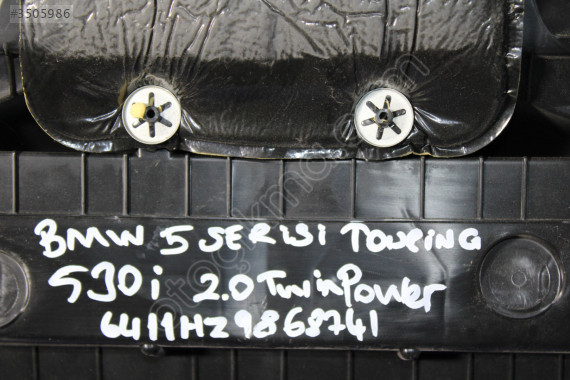 #3505986
BMW 5 SERISI TOURING
530i 2.0 TwinPower
6411HZ9868741